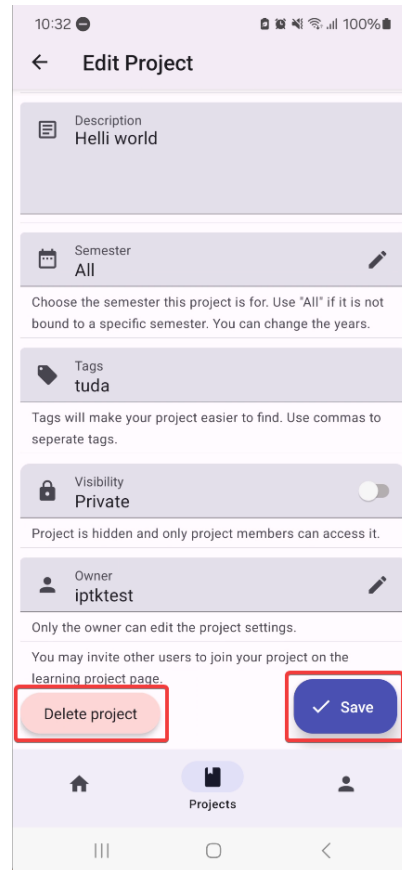 10:32
100%
Edit Project
Description
Helli world
Semester
All
Choose the semester this project is for. Use "All" if it is not
bound to a specific semester. You can change the years.
Tags
tuda
Tags will make your project easier to find. Use commas to
seperate tags.
Visibility
Private
Project is hidden and only project members can access it.
Owner
iptktest
Only the owner can edit the project settings.
You may invite other users to join your project on the
learning project page.
Delete project
Save
Projects